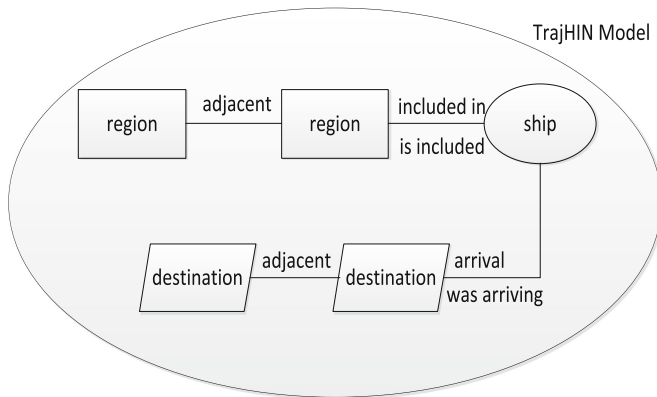 TrajHIN Model
region
adjacent
region
included in
is included
ship
destination
adjacent
destination
arrival
was arriving